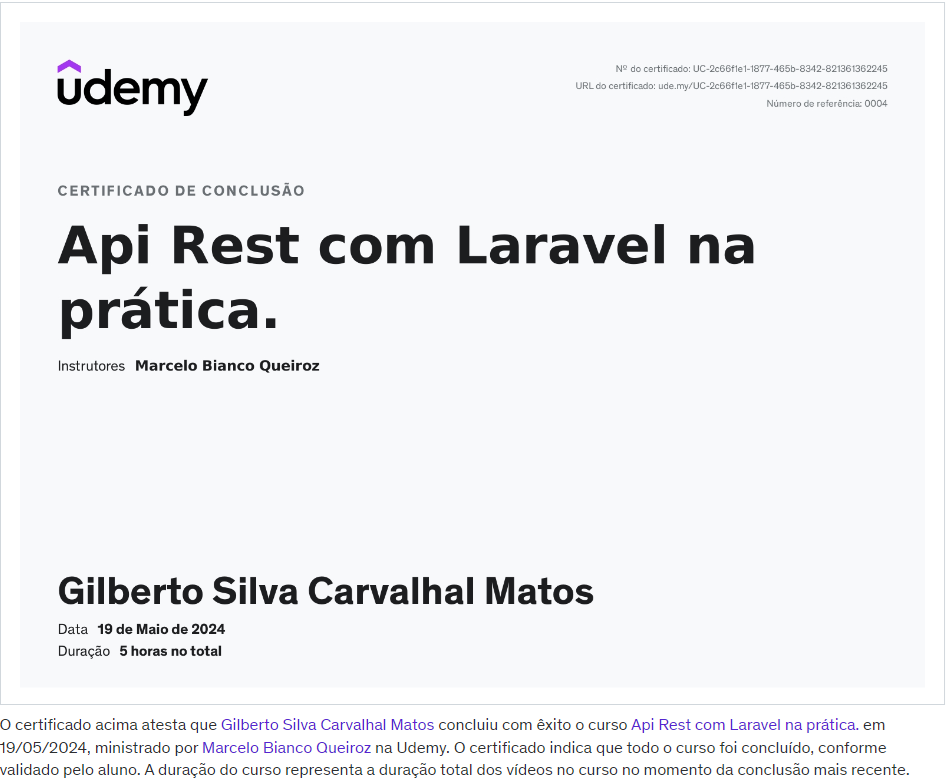 udemy
Nº do certificado: UC-2c66f1e1-1877-465b-8342-821361362245
URL do certificado: ude.my/UC-2c66f1e1-1877-465b-8342-821361362245
Número de referência: 0004
CERTIFICADO DE CONCLUSÃO
Api Rest com Laravel na
prática.
Instrutores Marcelo Bianco Queiroz
Gilberto Silva Carvalhal Matos
Data 19 de Maio de 2024
Duração 5 horas no total
O certificado acima atesta que Gilberto Silva Carvalhal Matos concluiu com êxito o curso Api Rest com Laravel na prática. em
19/05/2024, ministrado por Marcelo Bianco Queiroz na Udemy. O certificado indica que todo o curso foi concluído, conforme
validado pelo aluno. A duração do curso representa a duração total dos vídeos no curso no momento da conclusão mais recente.